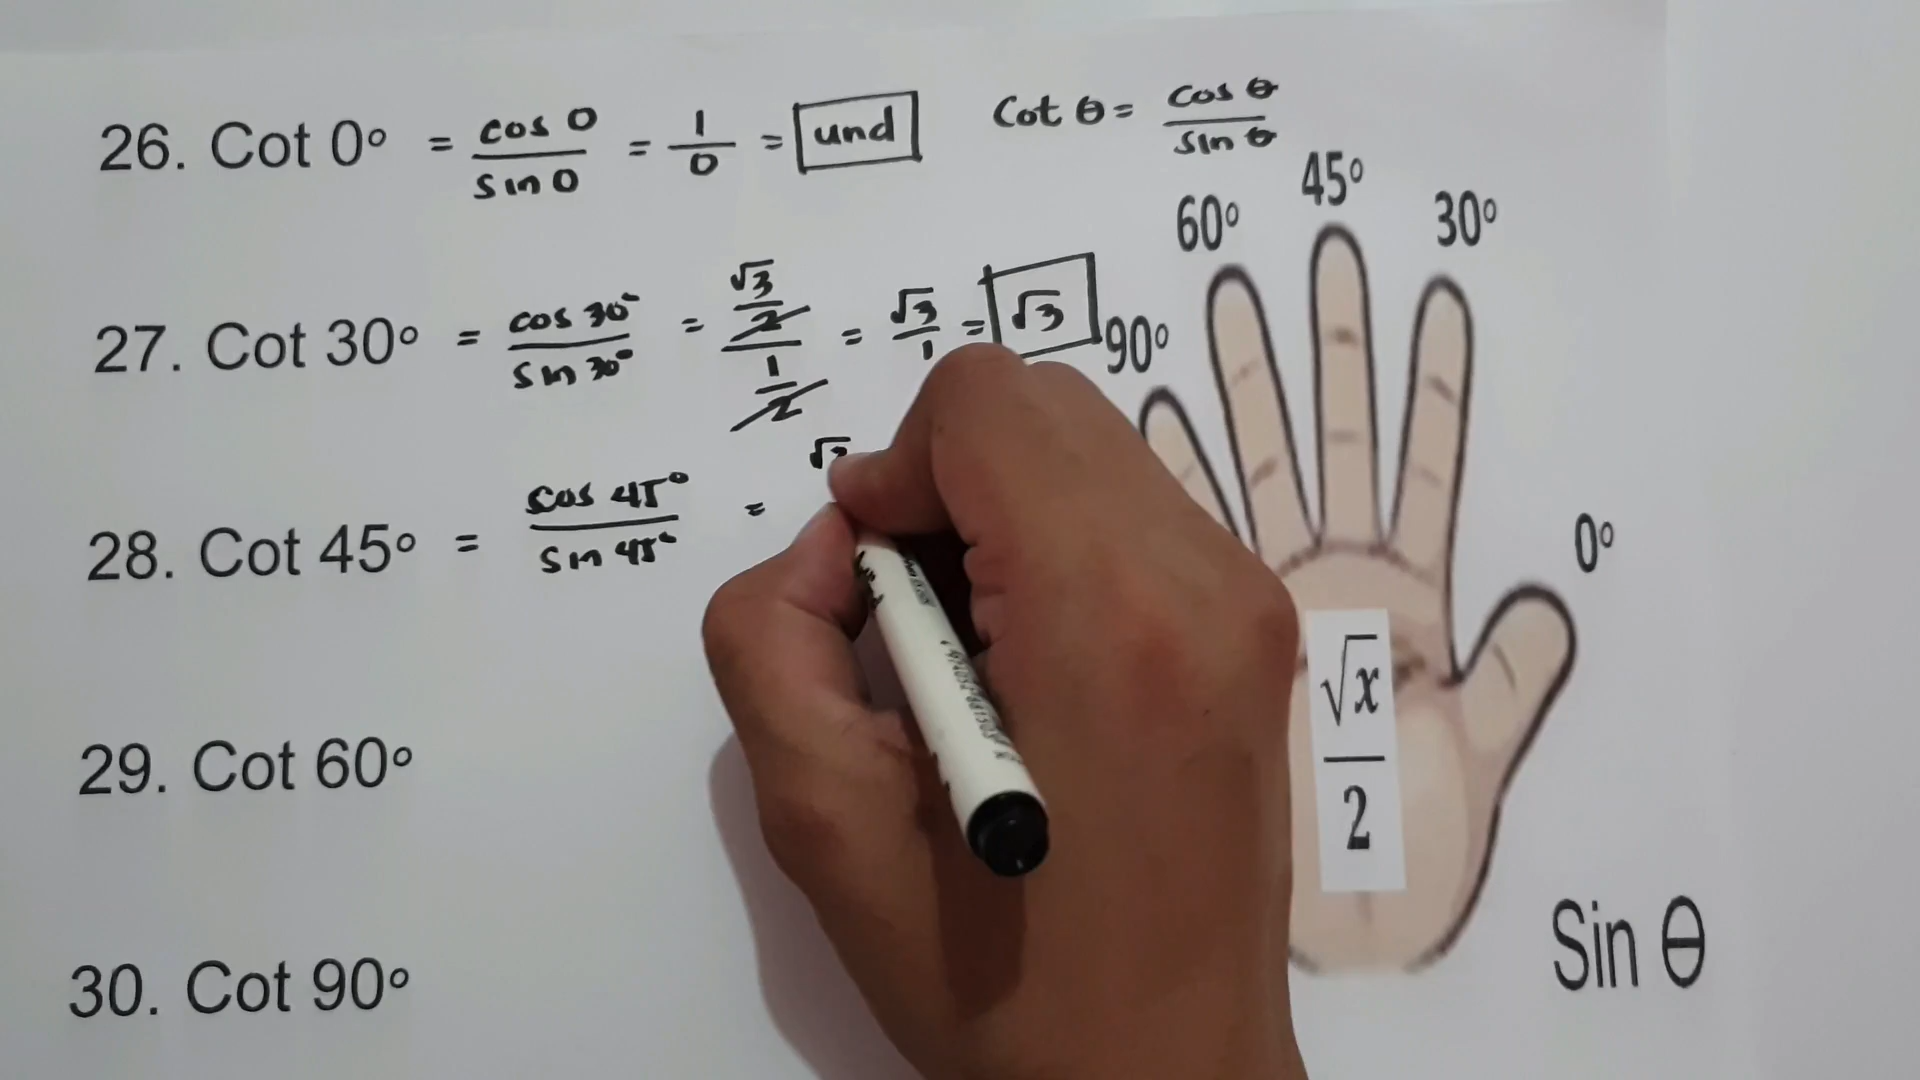 26. Cot 0° = cos 0 / sin 0 = 1/0 = und
Cot θ = cos θ / sin θ
27. Cot 30° = cos 30° / sin 30° = √3/2 / 1/2 = √3/1 = √3
28. Cot 45° = cos 45° / sin 45° =
29. Cot 60°
30. Cot 90°
90°
60°
45°
30°
0°
√x/2
Sin θ